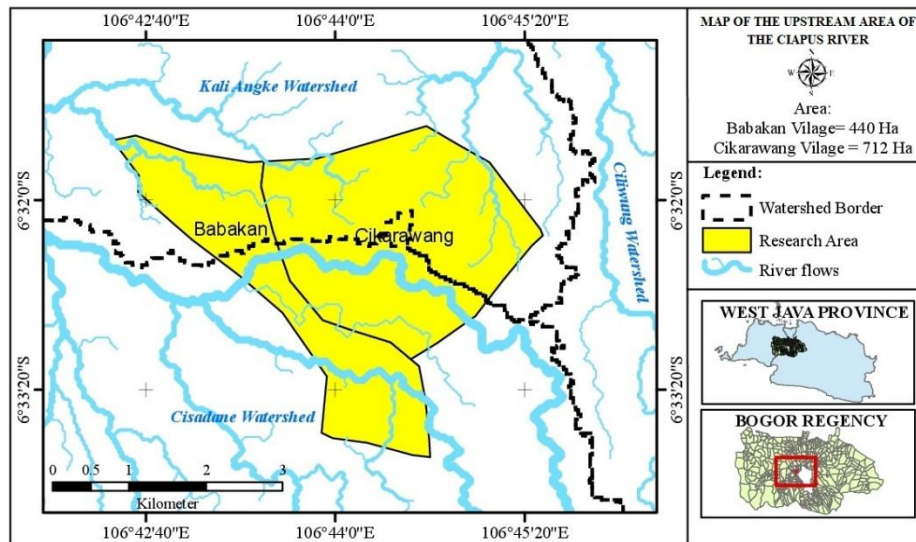 106°42'40"E
106°44'0"E
106°45'20"E
MAP OF THE UPSTREAM AREA OF
THE CIAPUS RIVER
N
W
E
S
Area:
Babakan Vilage= 440 Ha
Cikarawang Vilage = 712 Ha
Legend:
Watershed Border
Research Area
River flows
WEST JAVA PROVINCE
BOGOR REGENCY
Kali Angke Watershed
Ciliwung Watershed
6°32'0"S
6°32'0"S
Babakan
Cikarawang
6°33'20"S
6°33'20"S
Cisadane Watershed
0 0.5 1 2 3
Kilometer
106°42'40"E
106°44'0"E
106°45'20"E